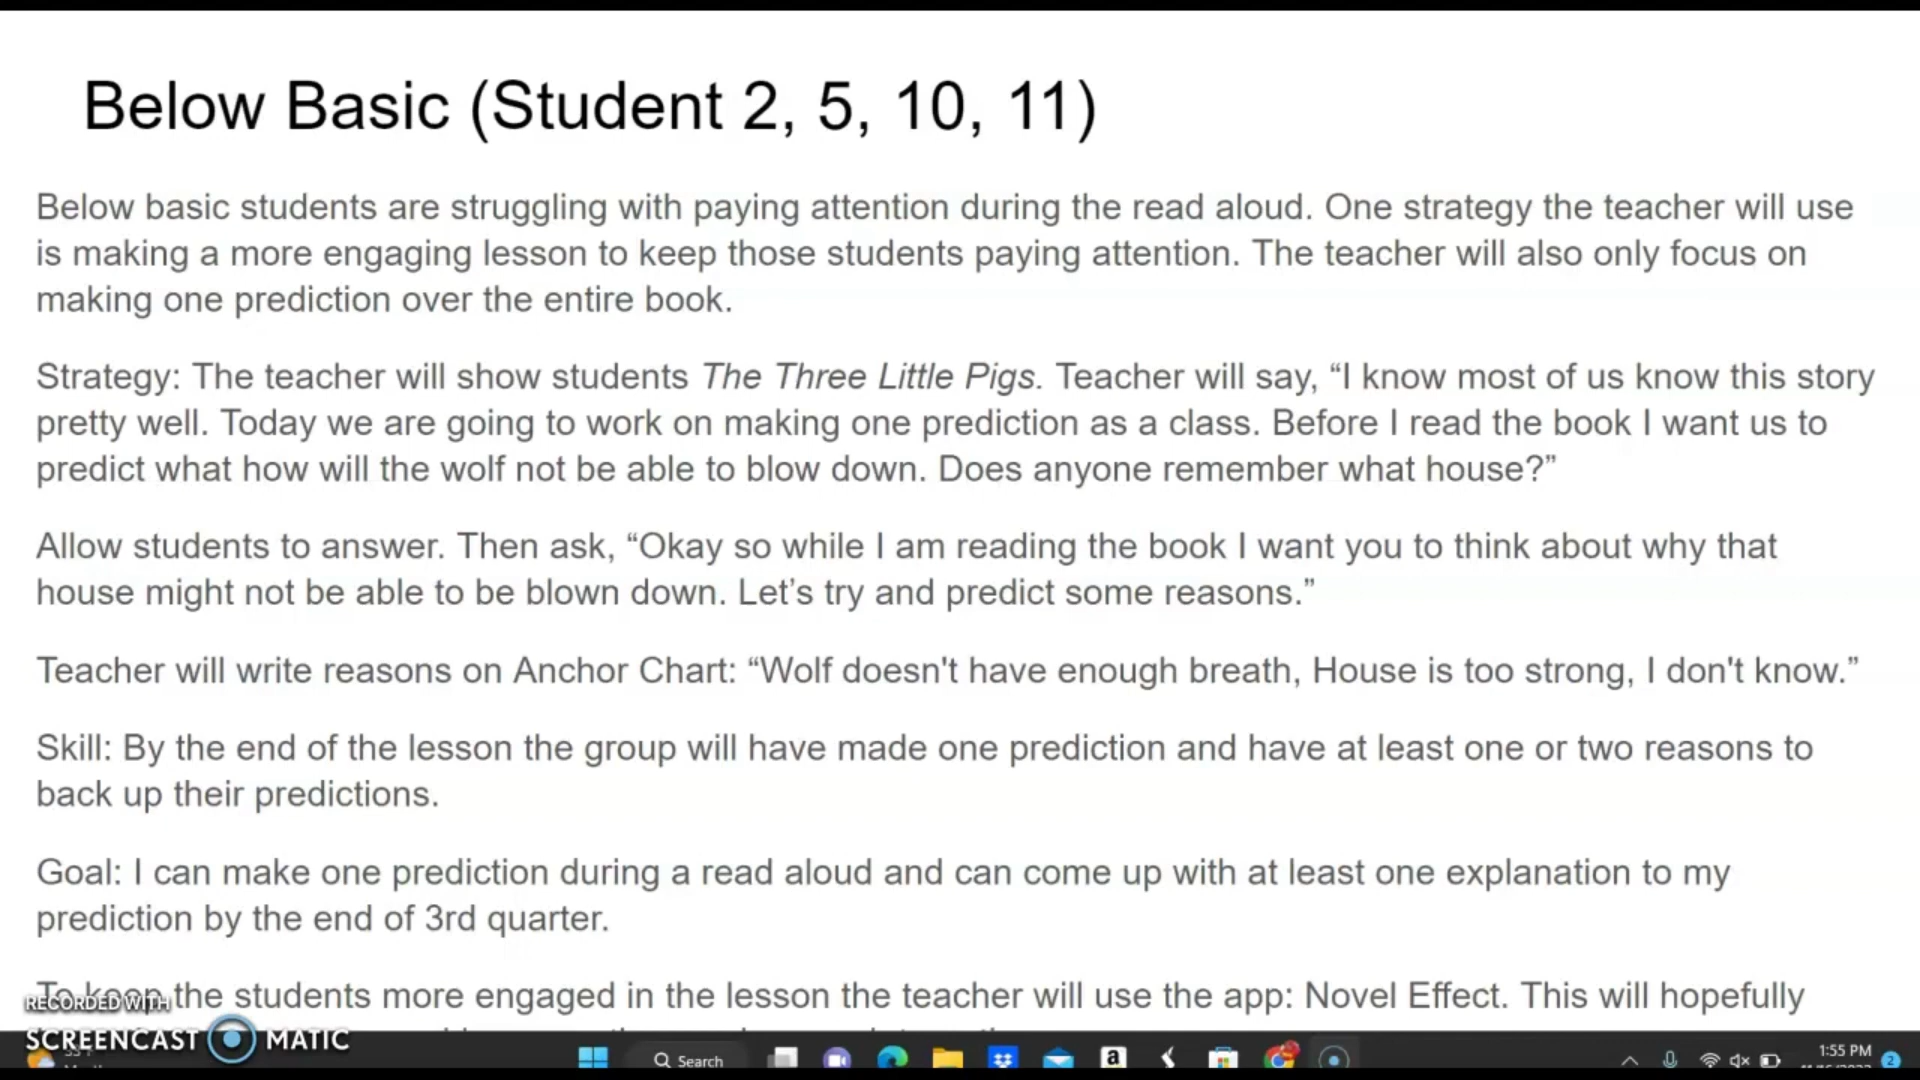 Below Basic (Student 2, 5, 10, 11)
Below basic students are struggling with paying attention during the read aloud. One strategy the teacher will use
is making a more engaging lesson to keep those students paying attention. The teacher will also only focus on
making one prediction over the entire book.
Strategy: The teacher will show students The Three Little Pigs. Teacher will say, “I know most of us know this story
pretty well. Today we are going to work on making one prediction as a class. Before I read the book I want us to
predict what how will the wolf not be able to blow down. Does anyone remember what house?”
Allow students to answer. Then ask, “Okay so while I am reading the book I want you to think about why that
house might not be able to be blown down. Let’s try and predict some reasons.”
Teacher will write reasons on Anchor Chart: “Wolf doesn't have enough breath, House is too strong, I don't know.”
Skill: By the end of the lesson the group will have made one prediction and have at least one or two reasons to
back up their predictions.
Goal: I can make one prediction during a read aloud and can come up with at least one explanation to my
prediction by the end of 3rd quarter.
To keep the students more engaged in the lesson the teacher will use the app: Novel Effect. This will hopefully
RECORDED WITH
SCREENCAST MATIC
Search
1:55 PM
2